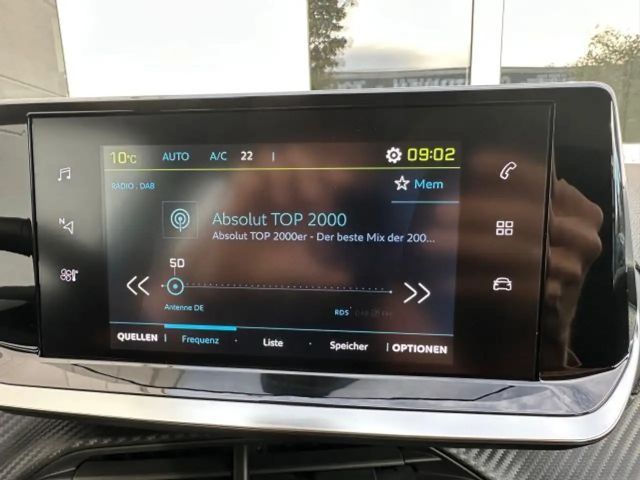 10°C AUTO A/C 22 | 09:02
RADIO : DAB
Mem
Absolut TOP 2000
Absolut TOP 2000er - Der beste Mix der 200...
N
5D
Antenne DE
RDS
QUELLEN | Frequenz · Liste · Speicher | OPTIONEN